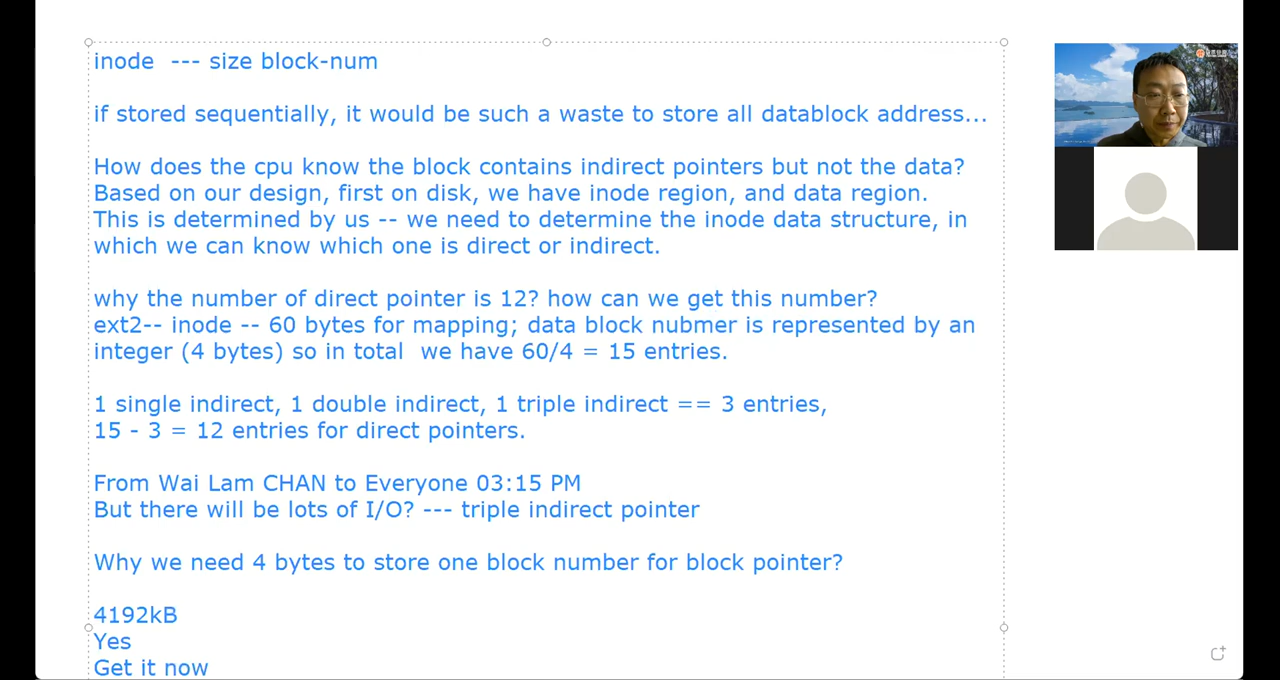 inode --- size block-num
if stored sequentially, it would be such a waste to store all datablock address...
How does the cpu know the block contains indirect pointers but not the data?
Based on our design, first on disk, we have inode region, and data region.
This is determined by us -- we need to determine the inode data structure, in
which we can know which one is direct or indirect.
why the number of direct pointer is 12? how can we get this number?
ext2-- inode -- 60 bytes for mapping; data block nubmer is represented by an
integer (4 bytes) so in total we have 60/4 = 15 entries.
1 single indirect, 1 double indirect, 1 triple indirect == 3 entries,
15 - 3 = 12 entries for direct pointers.
From Wai Lam CHAN to Everyone 03:15 PM
But there will be lots of I/O? --- triple indirect pointer
Why we need 4 bytes to store one block number for block pointer?
4192kB
Yes
Get it now